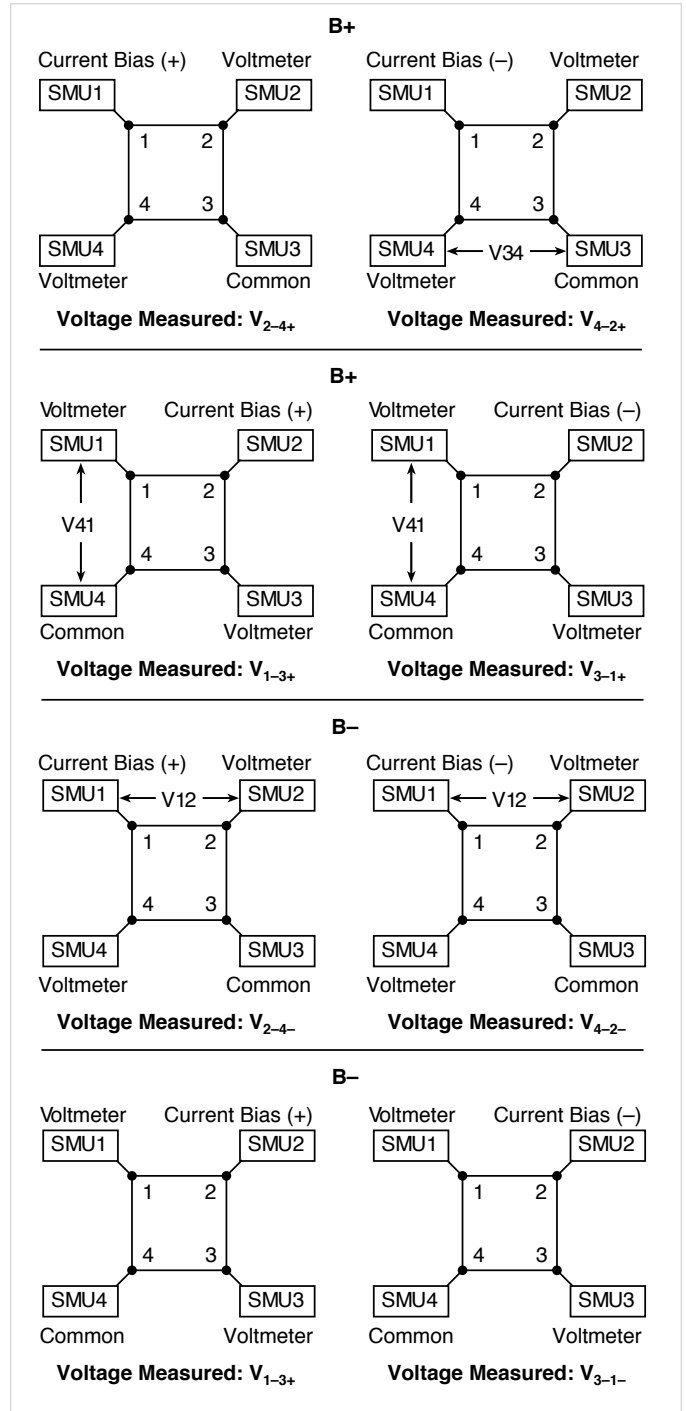 B+
Current Bias (+) Voltmeter Current Bias (–) Voltmeter
SMU1 SMU2 SMU1 SMU2
1 2 1 2
4 3 4 3
SMU4 SMU3 SMU4 V34 SMU3
Voltmeter Common Voltmeter Common
Voltage Measured: V2–4+ Voltage Measured: V4–2+
B+
Voltmeter Current Bias (+) Voltmeter Current Bias (–)
SMU1 SMU2 SMU1 SMU2
1 2 1 2
V41 V41
4 3 4 3
SMU4 SMU3 SMU4 SMU3
Common Voltmeter Common Voltmeter
Voltage Measured: V1–3+ Voltage Measured: V3–1+
B–
Current Bias (+) Voltmeter Current Bias (–) Voltmeter
SMU1 V12 SMU2 SMU1 V12 SMU2
1 2 1 2
4 3 4 3
SMU4 SMU3 SMU4 SMU3
Voltmeter Common Voltmeter Common
Voltage Measured: V2–4– Voltage Measured: V4–2–
B–
Voltmeter Current Bias (+) Voltmeter Current Bias (–)
SMU1 SMU2 SMU1 SMU2
1 2 1 2
4 3 4 3
SMU4 SMU3 SMU4 SMU3
Common Voltmeter Common Voltmeter
Voltage Measured: V1–3+ Voltage Measured: V3–1–